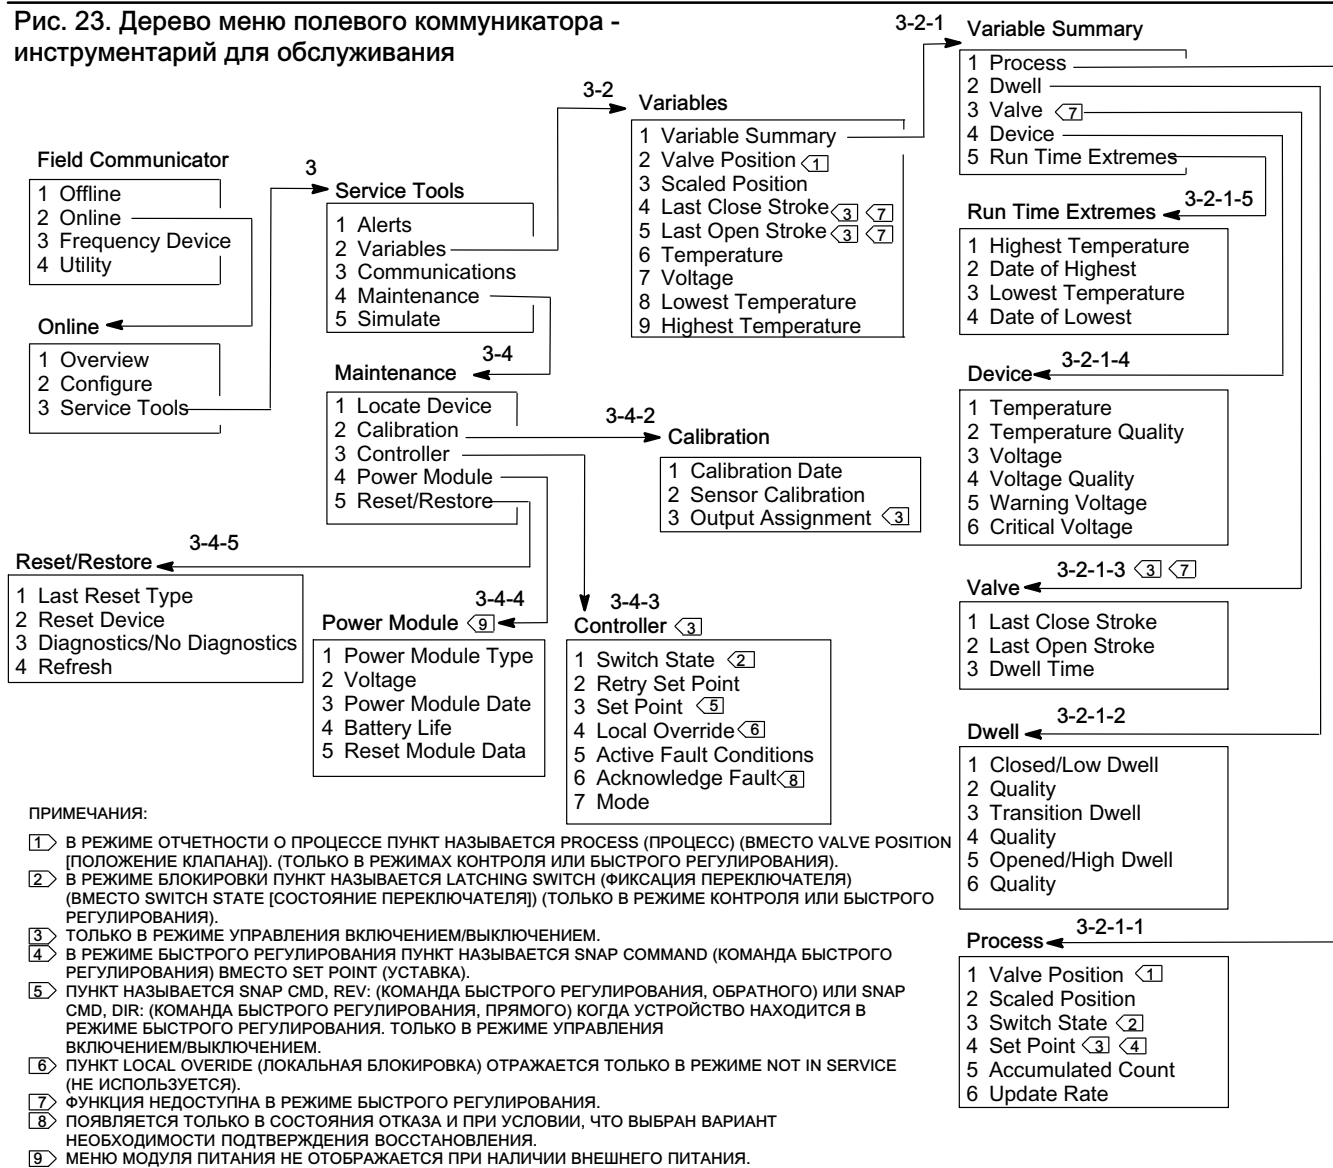 Рис. 23. Дерево меню полевого коммуникатора -
инструментарий для обслуживания
Field Communicator
1 Offline
2 Online
3 Frequency Device
4 Utility
Online
1 Overview
2 Configure
3 Service Tools
3
Service Tools
1 Alerts
2 Variables
3 Communications
4 Maintenance
5 Simulate
3-4
Maintenance
1 Locate Device
2 Calibration
3 Controller
4 Power Module
5 Reset/Restore
3-2
Variables
1 Variable Summary
2 Valve Position 1
3 Scaled Position
4 Last Close Stroke 3 7
5 Last Open Stroke 3 7
6 Temperature
7 Voltage
8 Lowest Temperature
9 Highest Temperature
3-4-2
Calibration
1 Calibration Date
2 Sensor Calibration
3 Output Assignment 3
3-4-5
Reset/Restore
1 Last Reset Type
2 Reset Device
3 Diagnostics/No Diagnostics
4 Refresh
3-4-4
Power Module 9
1 Power Module Type
2 Voltage
3 Power Module Date
4 Battery Life
5 Reset Module Data
3-4-3
Controller 3
1 Switch State 2
2 Retry Set Point
3 Set Point 5
4 Local Override 6
5 Active Fault Conditions
6 Acknowledge Fault 8
7 Mode
3-2-1
Variable Summary
1 Process
2 Dwell
3 Valve 7
4 Device
5 Run Time Extremes
3-2-1-5
Run Time Extremes
1 Highest Temperature
2 Date of Highest
3 Lowest Temperature
4 Date of Lowest
3-2-1-4
Device
1 Temperature
2 Temperature Quality
3 Voltage
4 Voltage Quality
5 Warning Voltage
6 Critical Voltage
3-2-1-3 3 7
Valve
1 Last Close Stroke
2 Last Open Stroke
3 Dwell Time
3-2-1-2
Dwell
1 Closed/Low Dwell
2 Quality
3 Transition Dwell
4 Quality
5 Opened/High Dwell
6 Quality
3-2-1-1
Process
1 Valve Position 1
2 Scaled Position
3 Switch State 2
4 Set Point 3 4
5 Accumulated Count
6 Update Rate
ПРИМЕЧАНИЯ:
1 В РЕЖИМЕ ОТЧЕТНОСТИ О ПРОЦЕССЕ ПУНКТ НАЗЫВАЕТСЯ PROCESS (ПРОЦЕСС) (ВМЕСТО VALVE POSITION
[ПОЛОЖЕНИЕ КЛАПАНА]). (ТОЛЬКО В РЕЖИМАХ КОНТРОЛЯ ИЛИ БЫСТРОГО РЕГУЛИРОВАНИЯ).
2 В РЕЖИМЕ БЛОКИРОВКИ ПУНКТ НАЗЫВАЕТСЯ LATCHING SWITCH (ФИКСАЦИЯ ПЕРЕКЛЮЧАТЕЛЯ)
(ВМЕСТО SWITCH STATE [СОСТОЯНИЕ ПЕРЕКЛЮЧАТЕЛЯ]) (ТОЛЬКО В РЕЖИМЕ КОНТРОЛЯ ИЛИ БЫСТРОГО
РЕГУЛИРОВАНИЯ).
3 ТОЛЬКО В РЕЖИМЕ УПРАВЛЕНИЯ ВКЛЮЧЕНИЕМ/ВЫКЛЮЧЕНИЕМ.
4 В РЕЖИМЕ БЫСТРОГО РЕГУЛИРОВАНИЯ ПУНКТ НАЗЫВАЕТСЯ SNAP COMMAND (КОМАНДА БЫСТРОГО
РЕГУЛИРОВАНИЯ) ВМЕСТО SET POINT (УСТАВКА).
5 ПУНКТ НАЗЫВАЕТСЯ SNAP CMD, REV: (КОМАНДА БЫСТРОГО РЕГУЛИРОВАНИЯ, ОБРАТНОГО) ИЛИ SNAP
CMD, DIR: (КОМАНДА БЫСТРОГО РЕГУЛИРОВАНИЯ, ПРЯМОГО) КОГДА УСТРОЙСТВО НАХОДИТСЯ В
РЕЖИМЕ БЫСТРОГО РЕГУЛИРОВАНИЯ. ТОЛЬКО В РЕЖИМЕ УПРАВЛЕНИЯ
ВКЛЮЧЕНИЕМ/ВЫКЛЮЧЕНИЕМ.
6 ПУНКТ LOCAL OVERIDE (ЛОКАЛЬНАЯ БЛОКИРОВКА) ОТРАЖАЕТСЯ ТОЛЬКО В РЕЖИМЕ NOT IN SERVICE
(НЕ ИСПОЛЬЗУЕТСЯ).
7 ФУНКЦИЯ НЕДОСТУПНА В РЕЖИМЕ БЫСТРОГО РЕГУЛИРОВАНИЯ.
8 ПОЯВЛЯЕТСЯ ТОЛЬКО В СОСТОЯНИЯ ОТКАЗА И ПРИ УСЛОВИИ, ЧТО ВЫБРАН ВАРИАНТ
НЕОБХОДИМОСТИ ПОДТВЕРЖДЕНИЯ ВОССТАНОВЛЕНИЯ.
9 МЕНЮ МОДУЛЯ ПИТАНИЯ НЕ ОТОБРАЖАЕТСЯ ПРИ НАЛИЧИИ ВНЕШНЕГО ПИТАНИЯ.